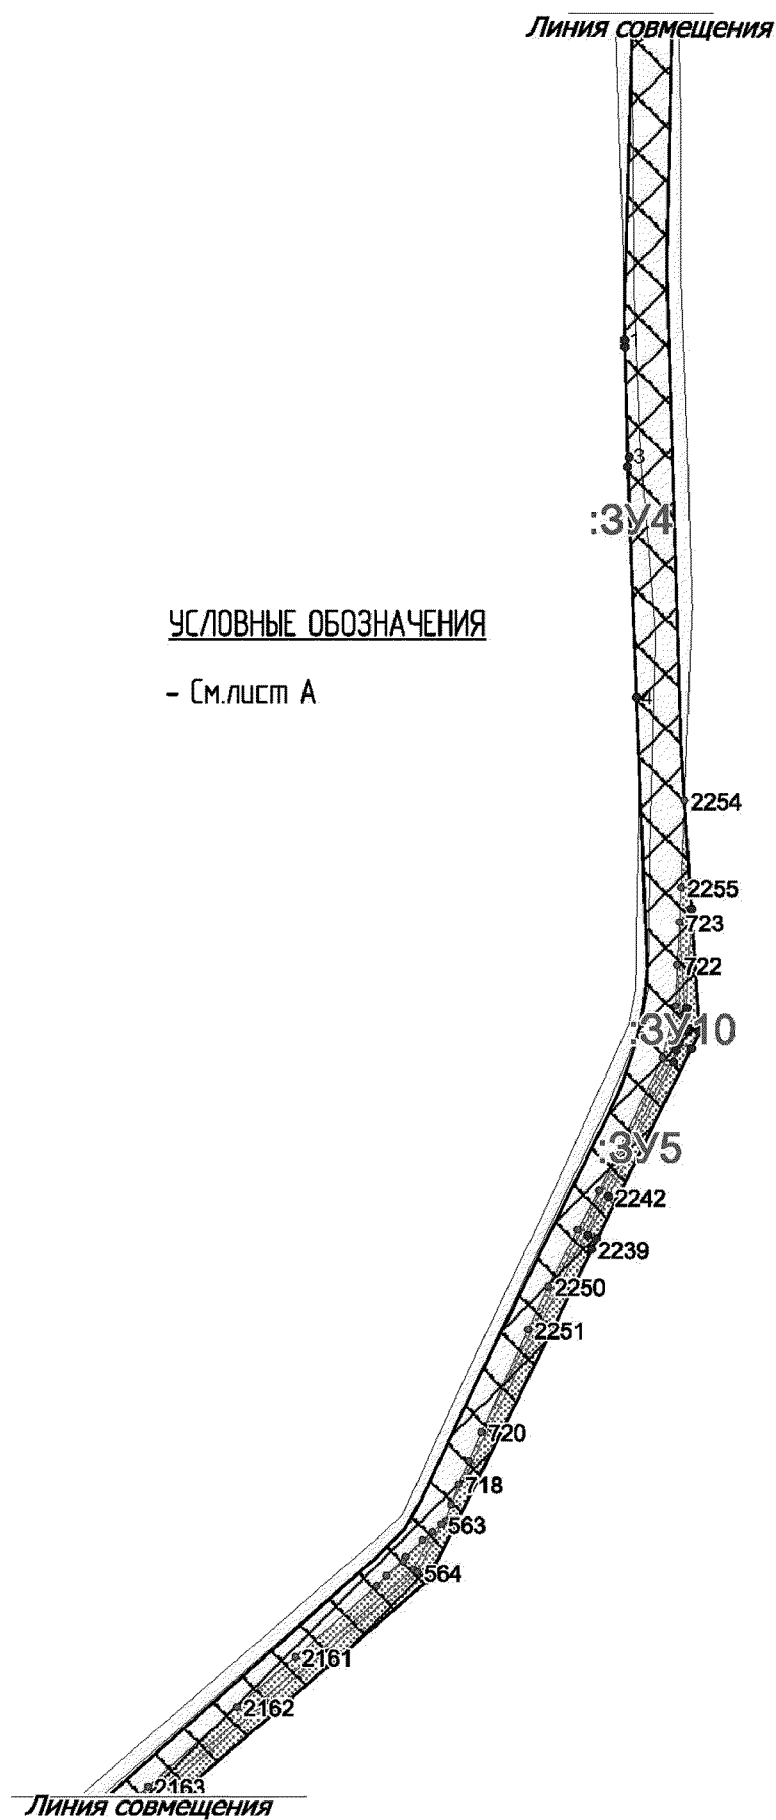 Линия совмещения
1
3
:ЗУ4
УСЛОВНЫЕ ОБОЗНАЧЕНИЯ
- См.лист А
4
2254
2255
723
722
:ЗУ10
:ЗУ5
2242
2239
2250
2251
720
718
563
564
2161
2162
2163
Линия совмещения